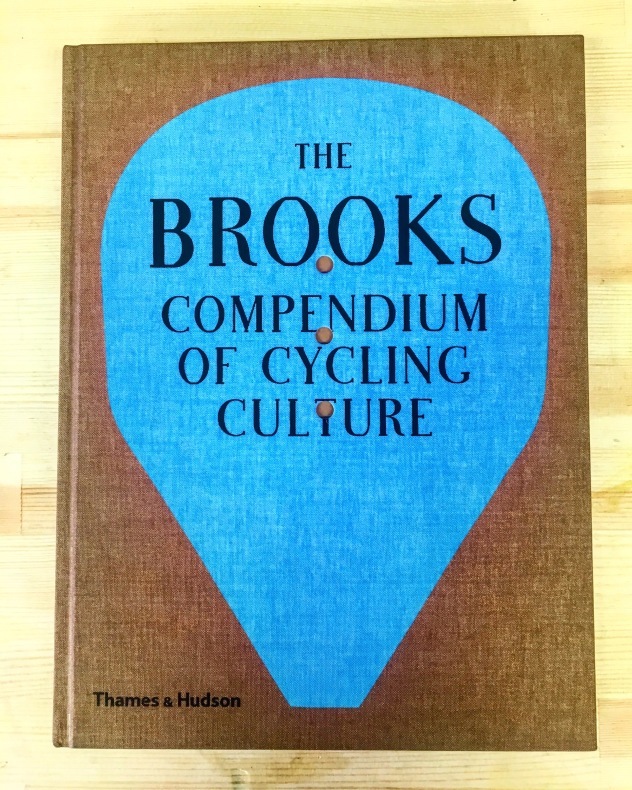 THE
BROOKS
COMPENDIUM
OF CYCLING
CULTURE
Thames & Hudson